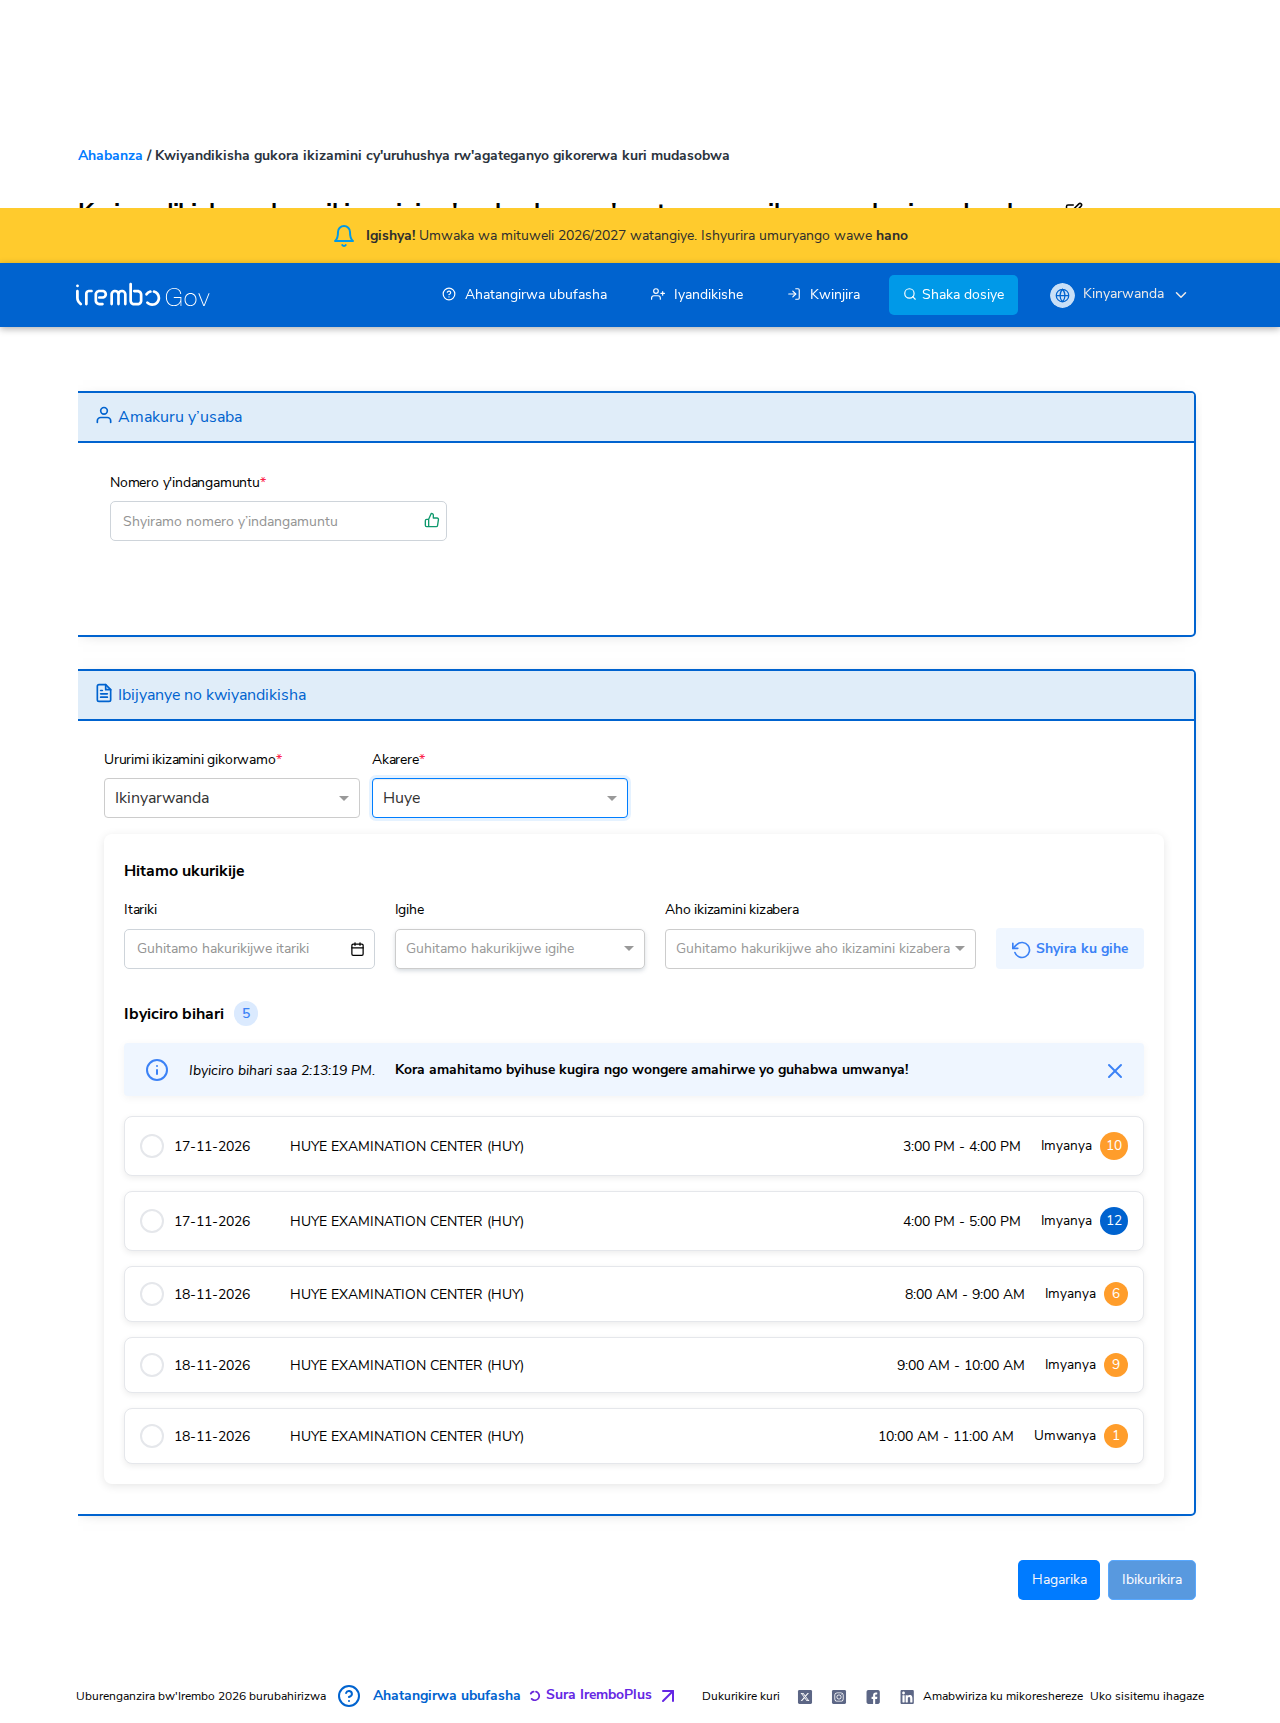 Ahabanza / Kwiyandikisha gukora ikizamini cy'uruhushya rw'agateganyo gikorerwa kuri mudasobwa
Igishya! Umwaka wa mituweli 2026/2027 watangiye. Ishyurira umuryango wawe hano
irembo Gov
Ahatangirwa ubufasha
Iyandikishe
Kwinjira
Shaka dosiye
Kinyarwanda
Amakuru y’usaba
Nomero y'indangamuntu*
Shyiramo nomero y’indangamuntu
Ibijyanye no kwiyandikisha
Ururimi ikizamini gikorwamo* Akarere*
Ikinyarwanda Huye
Hitamo ukurikije
Itariki Igihe Aho ikizamini kizabera
Guhitamo hakurikijwe itariki Guhitamo hakurikijwe igihe Guhitamo hakurikijwe aho ikizamini kizabera Shyira ku gihe
Ibyiciro bihari 5
Ibyiciro bihari saa 2:13:19 PM. Kora amahitamo byihuse kugira ngo wongere amahirwe yo guhabwa umwanya!
17-11-2026 HUYE EXAMINATION CENTER (HUY) 3:00 PM - 4:00 PM Imyanya 10
17-11-2026 HUYE EXAMINATION CENTER (HUY) 4:00 PM - 5:00 PM Imyanya 12
18-11-2026 HUYE EXAMINATION CENTER (HUY) 8:00 AM - 9:00 AM Imyanya 6
18-11-2026 HUYE EXAMINATION CENTER (HUY) 9:00 AM - 10:00 AM Imyanya 9
18-11-2026 HUYE EXAMINATION CENTER (HUY) 10:00 AM - 11:00 AM Umwanya 1
Hagarika Ibikurikira
Uburenganzira bw'Irembo 2026 burubahirizwa Ahatangirwa ubufasha Sura IremboPlus Dukurikire kuri Amabwiriza ku mikoreshereze Uko sisitemu ihagaze